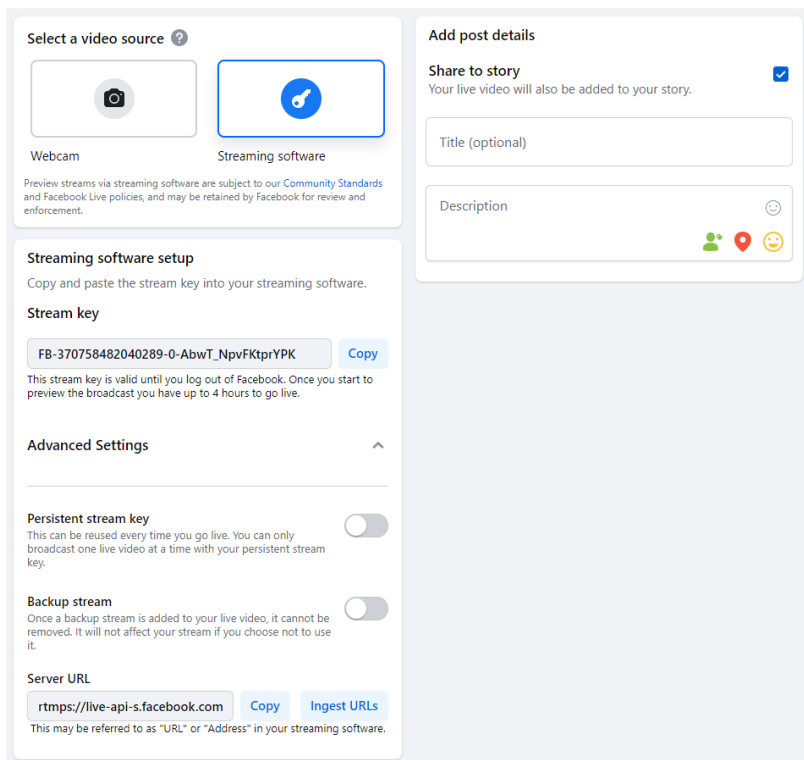 Select a video source ?
Webcam
Streaming software
Preview streams via streaming software are subject to our Community Standards
and Facebook Live policies, and may be retained by Facebook for review and
enforcement.
Streaming software setup
Copy and paste the stream key into your streaming software.
Stream key
FB-370758482040289-0-AbwT_NpvFKtprYPK
Copy
This stream key is valid until you log out of Facebook. Once you start to
preview the broadcast you have up to 4 hours to go live.
Advanced Settings
Persistent stream key
This can be reused every time you go live. You can only
broadcast one live video at a time with your persistent stream
key.
Backup stream
Once a backup stream is added to your live video, it cannot be
removed. It will not affect your stream if you choose not to use
it.
Server URL
rtmps://live-api-s.facebook.com
Copy
Ingest URLs
This may be referred to as "URL" or "Address" in your streaming software.
Add post details
Share to story
Your live video will also be added to your story.
Title (optional)
Description